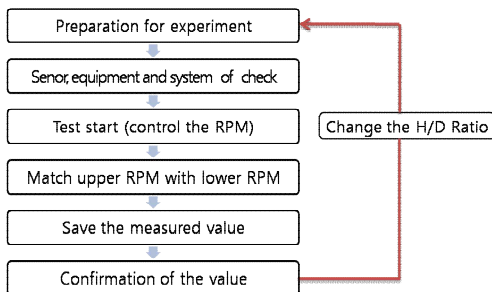 Preparation for experiment
Senor, equipment and system of check
Test start (control the RPM)
Change the H/D Ratio
Match upper RPM with lower RPM
Save the measured value
Confirmation of the value